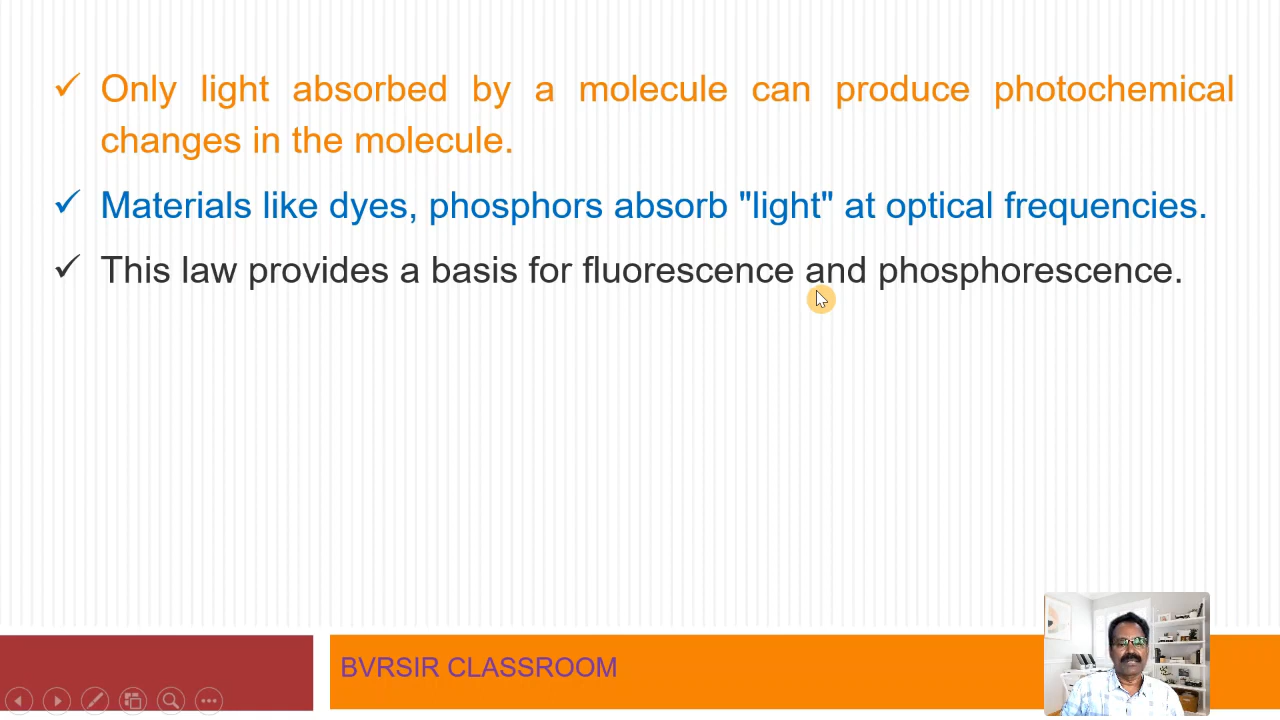 ✓ Only light absorbed by a molecule can produce photochemical
changes in the molecule.
✓ Materials like dyes, phosphors absorb "light" at optical frequencies.
✓ This law provides a basis for fluorescence and phosphorescence.
BVRSIR CLASSROOM